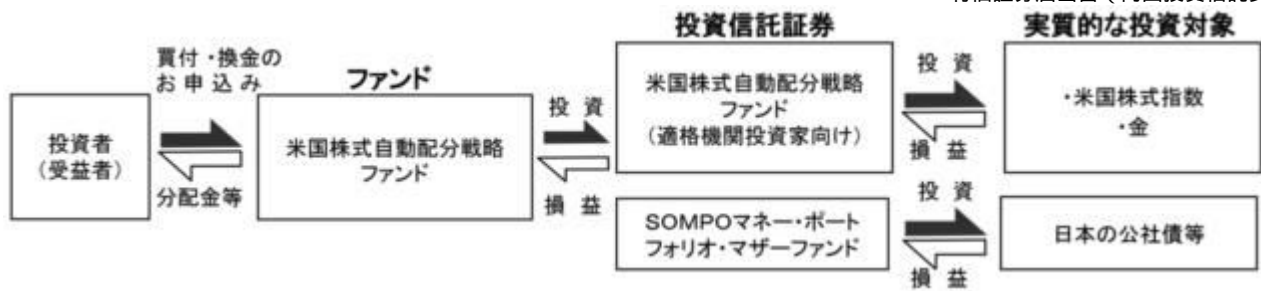 投資信託証券
実質的な投資対象
買付・換金の
お申込み
ファンド
投資者
(受益者)
分配金等
米国株式自動配分戦略
ファンド
投資
損益
米国株式自動配分戦略
ファンド
(適格機関投資家向け)
投資
損益
・米国株式指数
・金
SOMPOマネー・ポート
フォリオ・マザーファンド
投資
損益
日本の公社債等